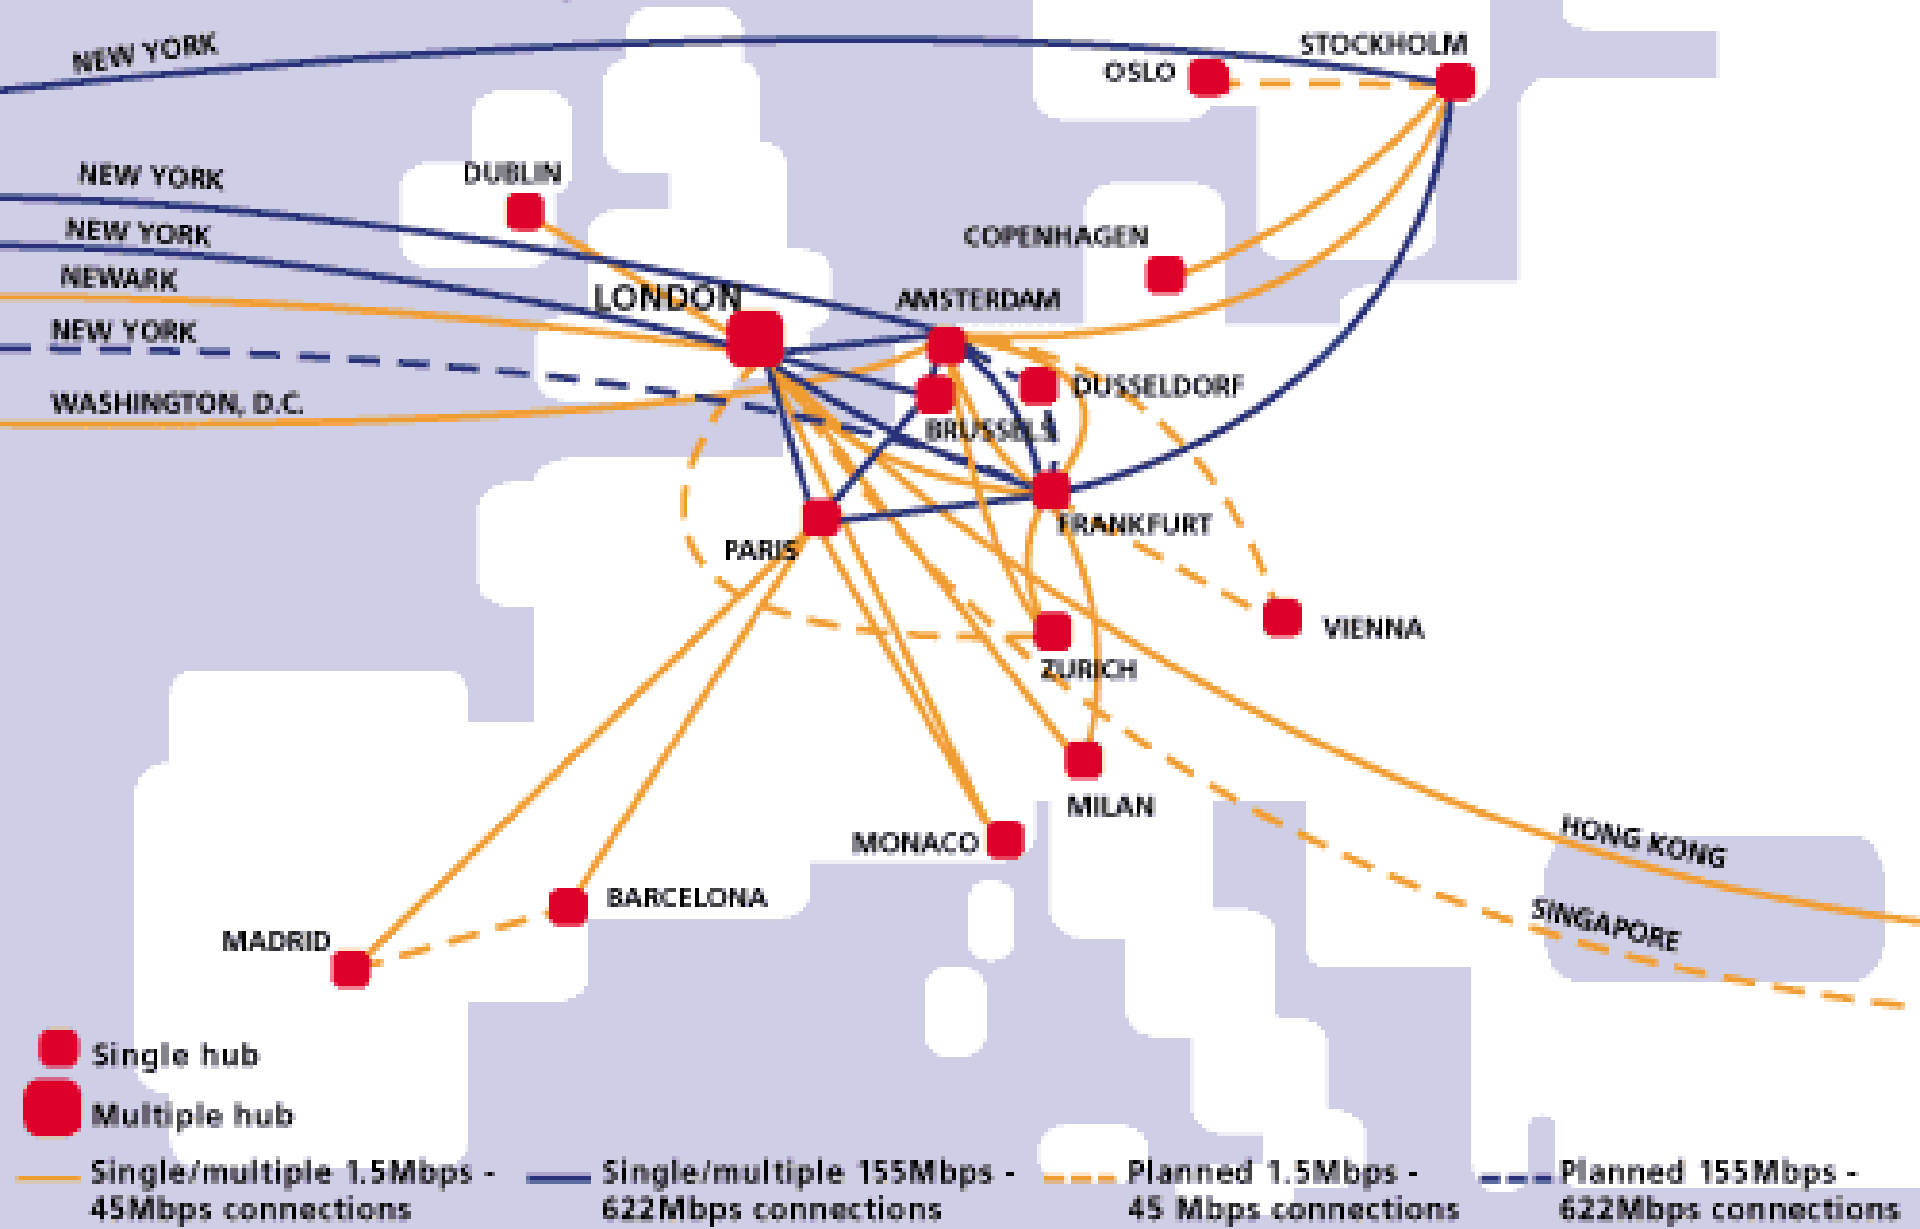 NEW YORK
STOCKHOLM
OSLO
DUBLIN
NEW YORK
NEW YORK
COPENHAGEN
NEWARK
LONDON
AMSTERDAM
NEW YORK
DUSSELDORF
WASHINGTON, D.C.
BRUSSELS
FRANKFURT
PARIS
VIENNA
ZURICH
MILAN
HONG KONG
MONACO
BARCELONA
SINGAPORE
MADRID
Single hub
Multiple hub
Single/multiple 1.5Mbps -
45Mbps connections
Single/multiple 155Mbps -
622Mbps connections
Planned 1.5Mbps -
45 Mbps connections
Planned 155Mbps -
622Mbps connections